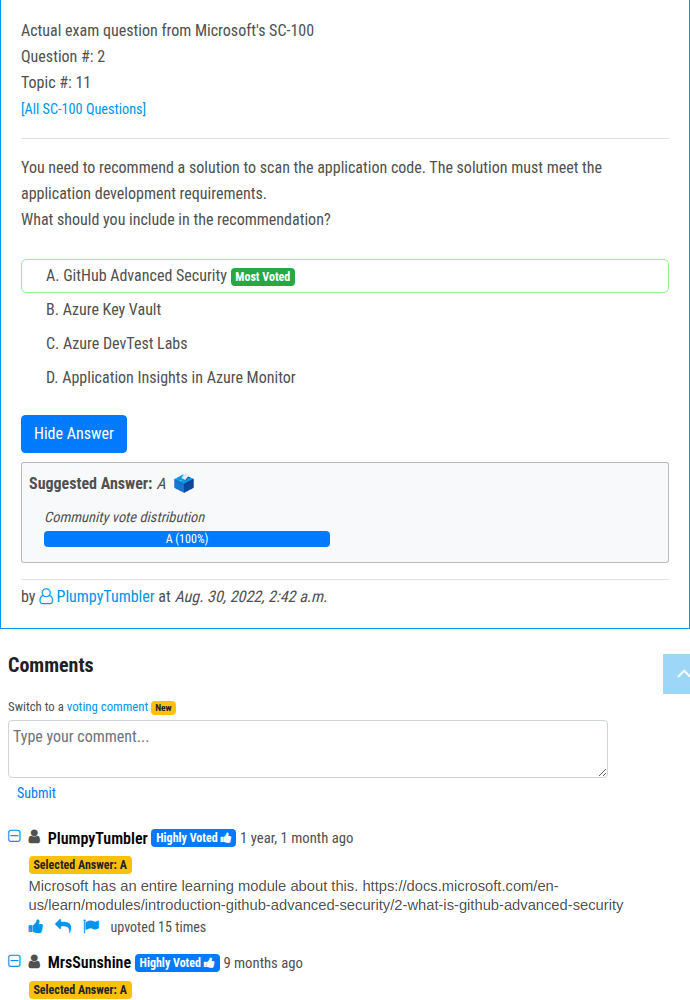 Actual exam question from Microsoft's SC-100
Question #: 2
Topic #: 11
[All SC-100 Questions]
You need to recommend a solution to scan the application code. The solution must meet the
application development requirements.
What should you include in the recommendation?
A. GitHub Advanced Security Most Voted
B. Azure Key Vault
C. Azure DevTest Labs
D. Application Insights in Azure Monitor
Hide Answer
Suggested Answer: A
Community vote distribution
A (100%)
by PlumpyTumbler at Aug. 30, 2022, 2:42 a.m.
Comments
Switch to a voting comment New
Type your comment...
Submit
PlumpyTumbler Highly Voted 1 year, 1 month ago
Selected Answer: A
Microsoft has an entire learning module about this. https://docs.microsoft.com/en-
us/learn/modules/introduction-github-advanced-security/2-what-is-github-advanced-security
upvoted 15 times
MrsSunshine Highly Voted 9 months ago
Selected Answer: A